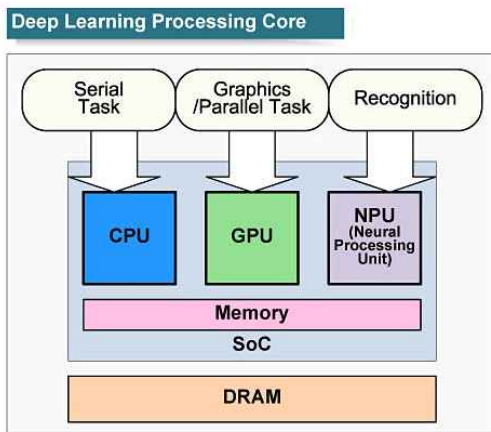 Deep Learning Processing Core
Serial
Task
Graphics
/Parallel Task
Recognition
CPU
GPU
NPU
(Neural
Processing
Unit)
Memory
SoC
DRAM